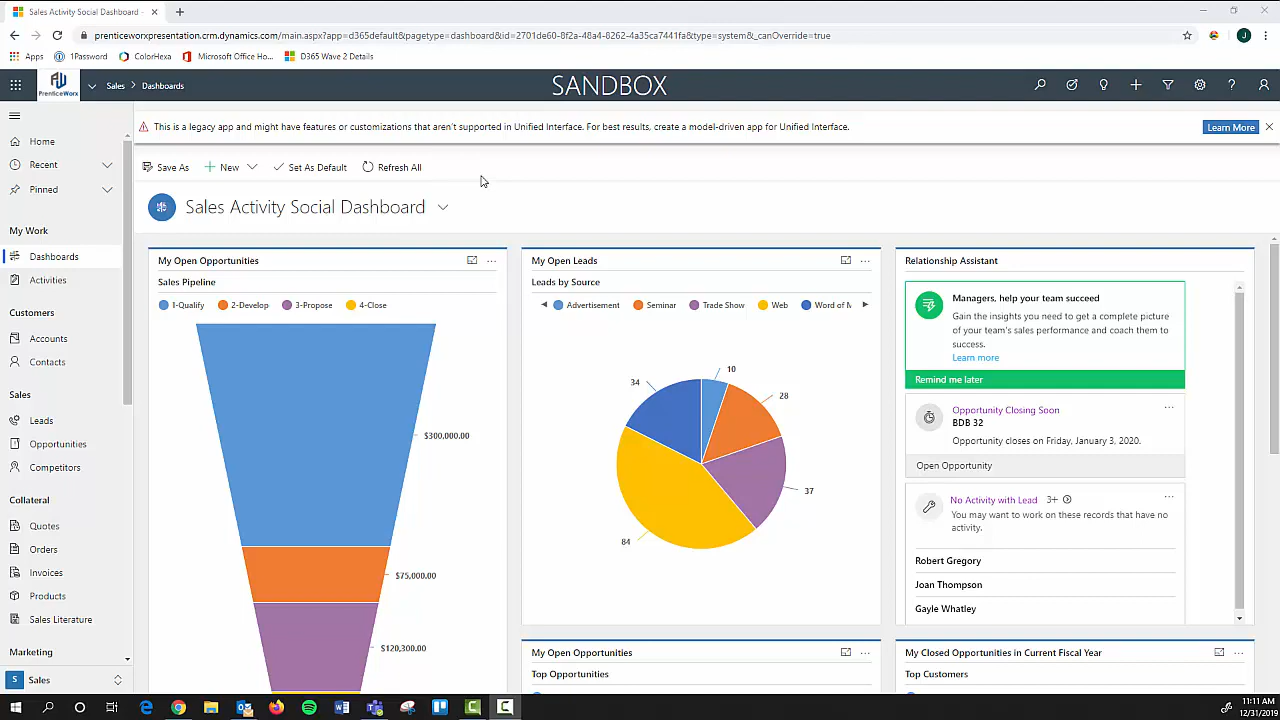 Sales Activity Social Dashboard -
prenticeworxpresentation.crm.dynamics.com/main.aspx?app=d365default&pagetype=dashboard&id=2701de60-8f2a-48a4-8262-4a35ca7441fa&type=system&_canOverride=true
J
Apps 1Password ColorHexa Microsoft Office Ho... D365 Wave 2 Details
PRENTICEWORX Sales > Dashboards SANDBOX
This is a legacy app and might have features or customizations that aren't supported in Unified Interface. For best results, create a model-driven app for Unified Interface. Learn More
Home
Recent
Pinned
My Work
Dashboards
Activities
Customers
Accounts
Contacts
Sales
Leads
Opportunities
Competitors
Collateral
Quotes
Orders
Invoices
Products
Sales Literature
Marketing
S Sales
Save As New Set As Default Refresh All
Sales Activity Social Dashboard
My Open Opportunities
Sales Pipeline
1-Qualify 2-Develop 3-Propose 4-Close
$300,000.00
$75,000.00
$120,300.00
My Open Leads
Leads by Source
Advertisement Seminar Trade Show Web Word of M
10
34
28
37
84
Relationship Assistant
Managers, help your team succeed
Gain the insights you need to get a complete picture
of your team's sales performance and coach them to
success.
Learn more
Remind me later
Opportunity Closing Soon
BDB 32
Opportunity closes on Friday, January 3, 2020.
Open Opportunity
No Activity with Lead 3+
You may want to work on these records that have no
activity.
Robert Gregory
Joan Thompson
Gayle Whatley
My Open Opportunities
Top Opportunities
My Closed Opportunities in Current Fiscal Year
Top Customers
11:11 AM
12/31/2019